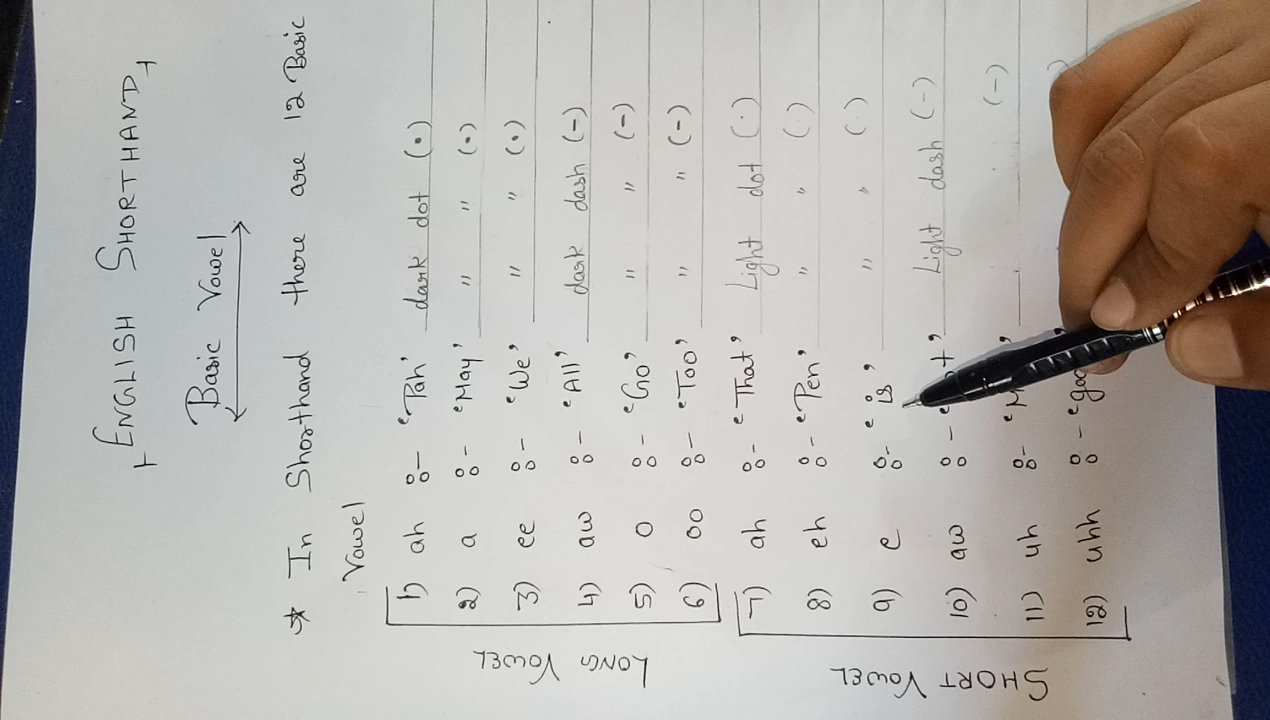 ENGLISH SHORTHAND
Basic Vowel
* In Shorthand there are 12 Basic
Vowel
LONG VOWEL
1) ah :- "Pah" dark dot (•)
2) a :- "May" " " (•)
3) ee :- "We" " " (•)
4) aw :- "All" dark dash (-)
5) o :- "Go" " " (-)
6) oo :- "Too" " " (-)
SHORT VOWEL
7) ah :- "That" Light dot (.)
8) eh :- "Pen" " " (.)
9) e :- "is" " " (.)
10) aw :- Light dash (-)
11) uh :- (-)
12) uhh :-